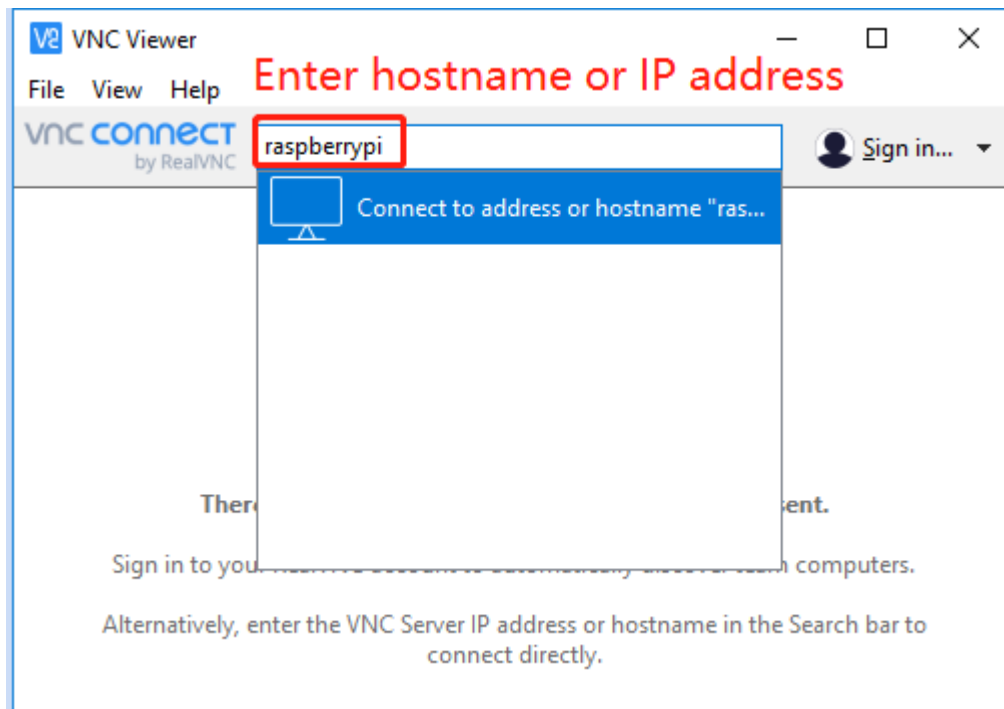 V2 VNC Viewer
Enter hostname or IP address
File View Help
vnc connect
by RealVNC
raspberrypi
Sign in...
Connect to address or hostname "ras...
sent.
Sign in to you
computers.
Alternatively, enter the VNC Server IP address or hostname in the Search bar to
connect directly.